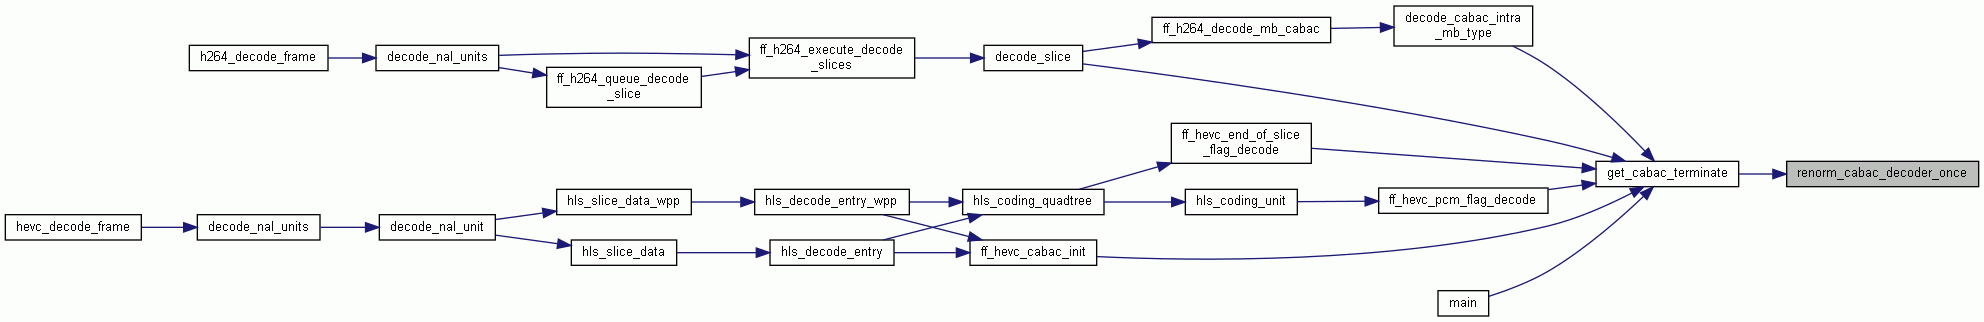 h264_decode_frame
decode_nal_units
ff_h264_queue_decode
_slice
ff_h264_execute_decode
_slices
decode_slice
ff_h264_decode_mb_cabac
decode_cabac_intra
_mb_type
ff_hevc_end_of_slice
_flag_decode
get_cabac_terminate
renorm_cabac_decoder_once
hevc_decode_frame
decode_nal_units
decode_nal_unit
hls_slice_data_wpp
hls_slice_data
hls_decode_entry_wpp
hls_decode_entry
hls_coding_quadtree
ff_hevc_cabac_init
hls_coding_unit
ff_hevc_pcm_flag_decode
main